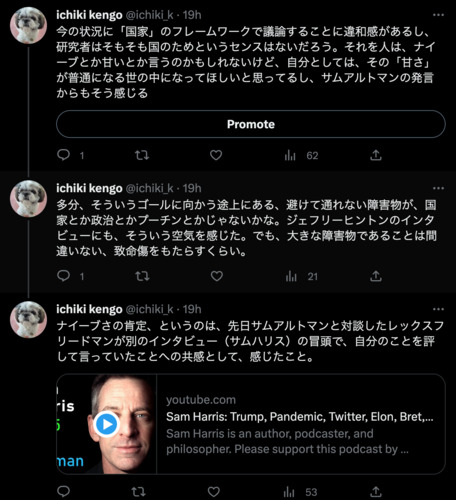 ichiki kengo @ichiki_k · 19h
今の状況に「国家」のフレームワークで議論することに違和感があるし、
研究者はそもそも国のためというセンスはないだろう。それを人は、ナイ
ーブとか甘いとか言うのかもしれないけど、自分としては、その「甘さ」
が普通になる世の中になってほしいと思ってるし、サムアルトマンの発言
からもそう感じる
Promote
1 62
ichiki kengo @ichiki_k · 19h
多分、そういうゴールに向かう途上にある、避けて通れない障害物が、国
家とか政治とかプーチンとかじゃないかな。ジェフリーヒントンのインタ
ビューにも、そういう空気を感じた。でも、大きな障害物であることは間
違いない、致命傷をもたらすくらい。
1 21
ichiki kengo @ichiki_k · 19h
ナイーブさの肯定、というのは、先日サムアルトマンと対談したレックスフ
リードマンが別のインタビュー（サムハリス）の冒頭で、自分のことを評
して言っていたことへの共感として、感じたこと。
ris
man
youtube.com
Sam Harris: Trump, Pandemic, Twitter, Elon, Bret,...
Sam Harris is an author, podcaster, and
philosopher. Please support this podcast by ...
53